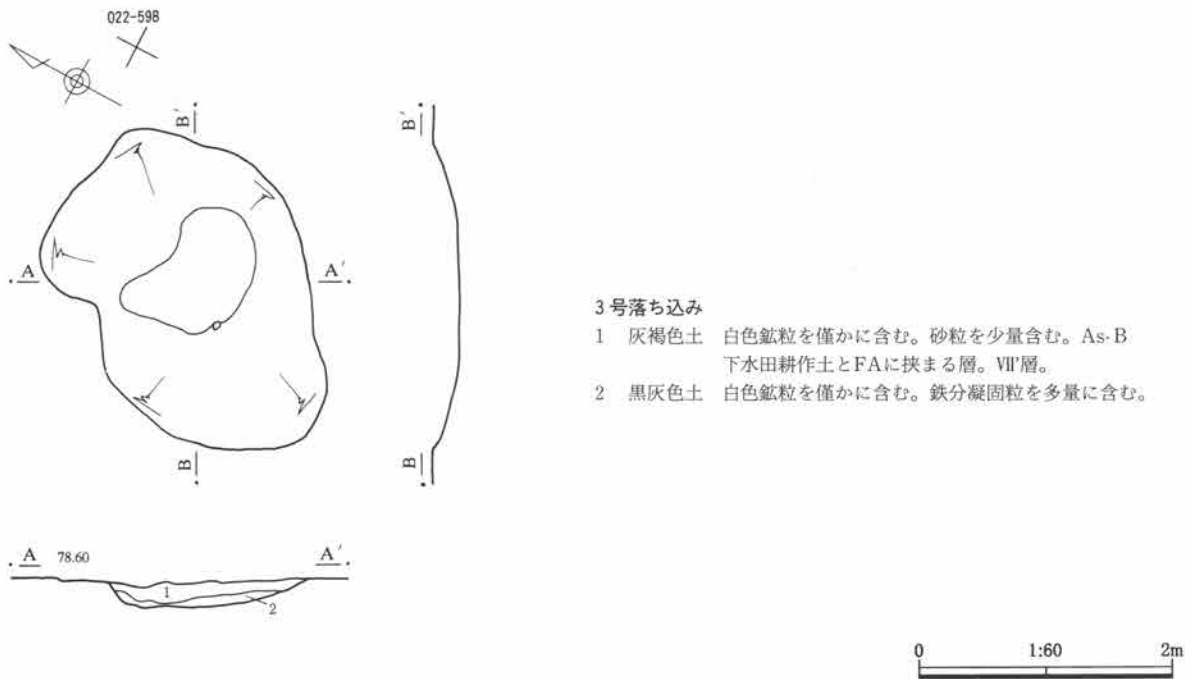 022-598
B′
B′
A
A′
3号落ち込み
1 灰褐色土 白色鉱粒を僅かに含む。砂粒を少量含む。As-B
下水田耕作土とFAに挟まる層。Ⅶ′層。
2 黒灰色土 白色鉱粒を僅かに含む。鉄分凝固粒を多量に含む。
B
B
A 78.60
A′
1
2
0 1:60 2m